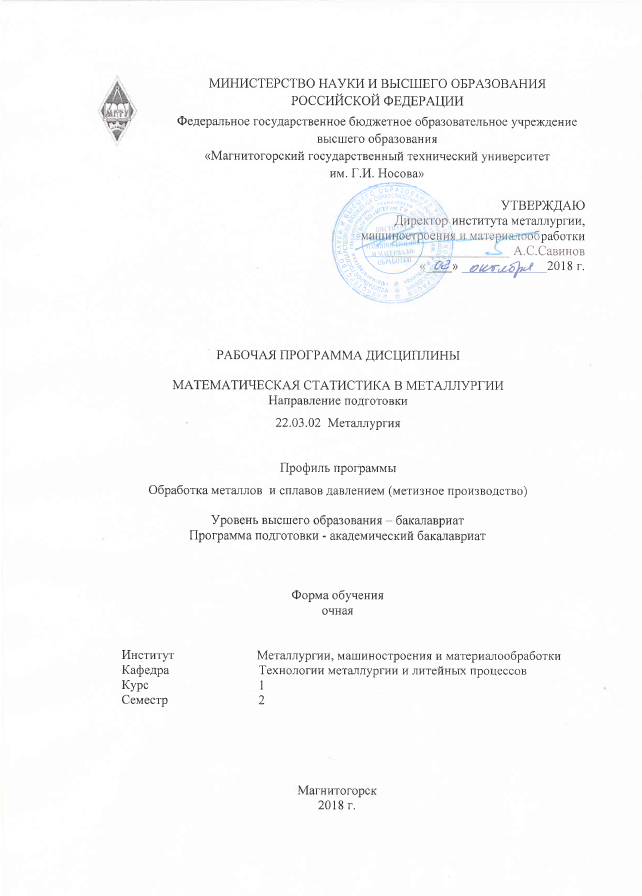 МИНИСТЕРСТВО НАУКИ И ВЫСШЕГО ОБРАЗОВАНИЯ
РОССИЙСКОЙ ФЕДЕРАЦИИ
Федеральное государственное бюджетное образовательное учреждение
высшего образования
«Магнитогорский государственный технический университет
им. Г.И. Носова»
УТВЕРЖДАЮ
Директор института металлургии,
машиностроения и материалообработки
А.С.Савинов
« 02 » октября 2018 г.
РАБОЧАЯ ПРОГРАММА ДИСЦИПЛИНЫ
МАТЕМАТИЧЕСКАЯ СТАТИСТИКА В МЕТАЛЛУРГИИ
Направление подготовки
22.03.02 Металлургия
Профиль программы
Обработка металлов и сплавов давлением (метизное производство)
Уровень высшего образования – бакалавриат
Программа подготовки - академический бакалавриат
Форма обучения
очная
Институт Металлургии, машиностроения и материалообработки
Кафедра Технологии металлургии и литейных процессов
Курс 1
Семестр 2
Магнитогорск
2018 г.